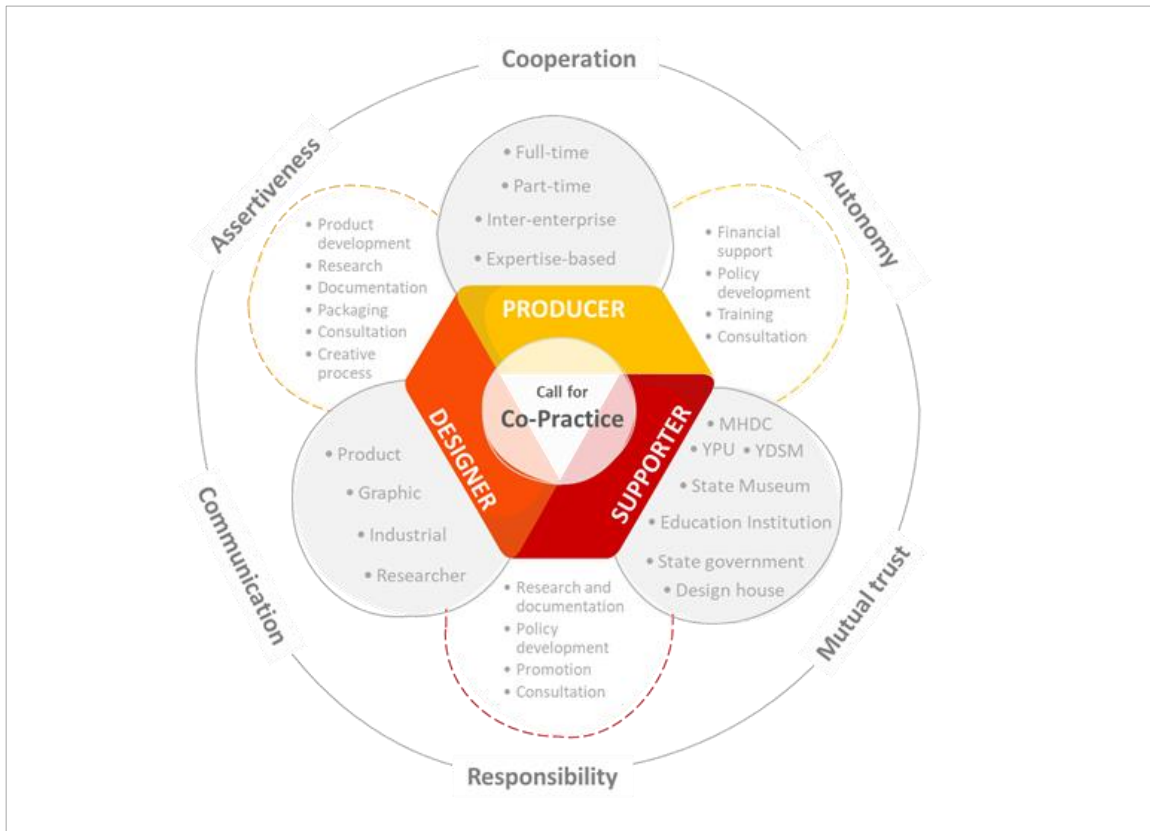 Cooperation
Assertiveness
Autonomy
• Full-time
• Part-time
• Inter-enterprise
• Expertise-based
• Product
development
• Research
• Documentation
• Packaging
• Consultation
• Creative
process
• Financial
support
• Policy
development
• Training
• Consultation
PRODUCER
Call for
Co-Practice
DESIGNER
SUPPORTER
• Product
• Graphic
• Industrial
• Researcher
• MHDC
• YPU • YDSM
• State Museum
• Education Institution
• State government
• Design house
• Research and
documentation
• Policy
development
• Promotion
• Consultation
Communication
Mutual trust
Responsibility